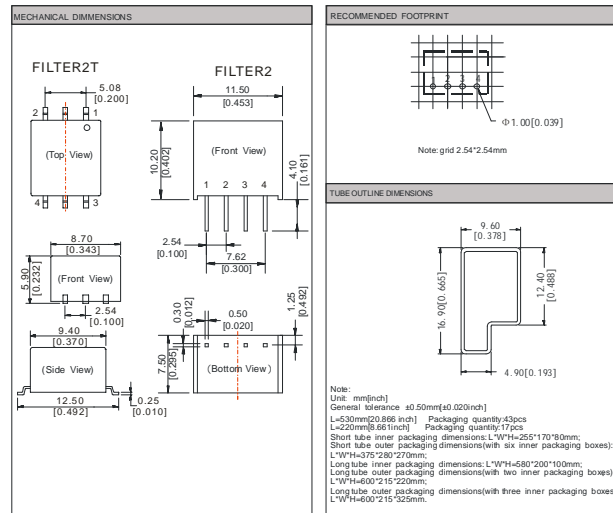 MECHANICAL DIMMENSIONS
FILTER2T
5.08
[0.200]
2
1
(Top View)
4
3
8.70
[0.343]
5.90
[0.232]
(Front View)
2.54
[0.100]
9.40
[0.370]
(Side View)
12.50
[0.492]
0.25
[0.010]
FILTER2
11.50
[0.453]
10.20
[0.402]
(Front View)
4.10
[0.161]
1 2 3 4
2.54
[0.100]
7.62
[0.300]
0.30
[0.012]
0.50
[0.020]
1.25
[0.492]
7.50
[0.295]
(Bottom View)
RECOMMENDED FOOTPRINT
1 2 3 4
Φ1.00[0.039]
Note: grid 2.54*2.54mm
TUBE OUTLINE DIMENSIONS
9.60
[0.378]
16.90[0.665]
12.40
[0.488]
4.90[0.193]
Note:
Unit: mm[inch]
General tolerance ±0.50mm[±0.020inch]
L=530mm[20.866 inch] Packaging quantity:43pcs
L=220mm[8.661inch] Packaging quantity:17pcs
Short tube inner packaging dimensions: L*W*H=255*170*80mm;
Short tube outer packaging dimensions(with six inner packaging boxes):
L*W*H=375*280*270mm;
Long tube inner packaging dimensions: L*W*H=580*200*100mm;
Long tube outer packaging dimensions(with two inner packaging boxes)
L*W*H=600*215*220mm;
Long tube outer packaging dimensions(with three inner packaging boxes
L*W*H=600*215*325mm.